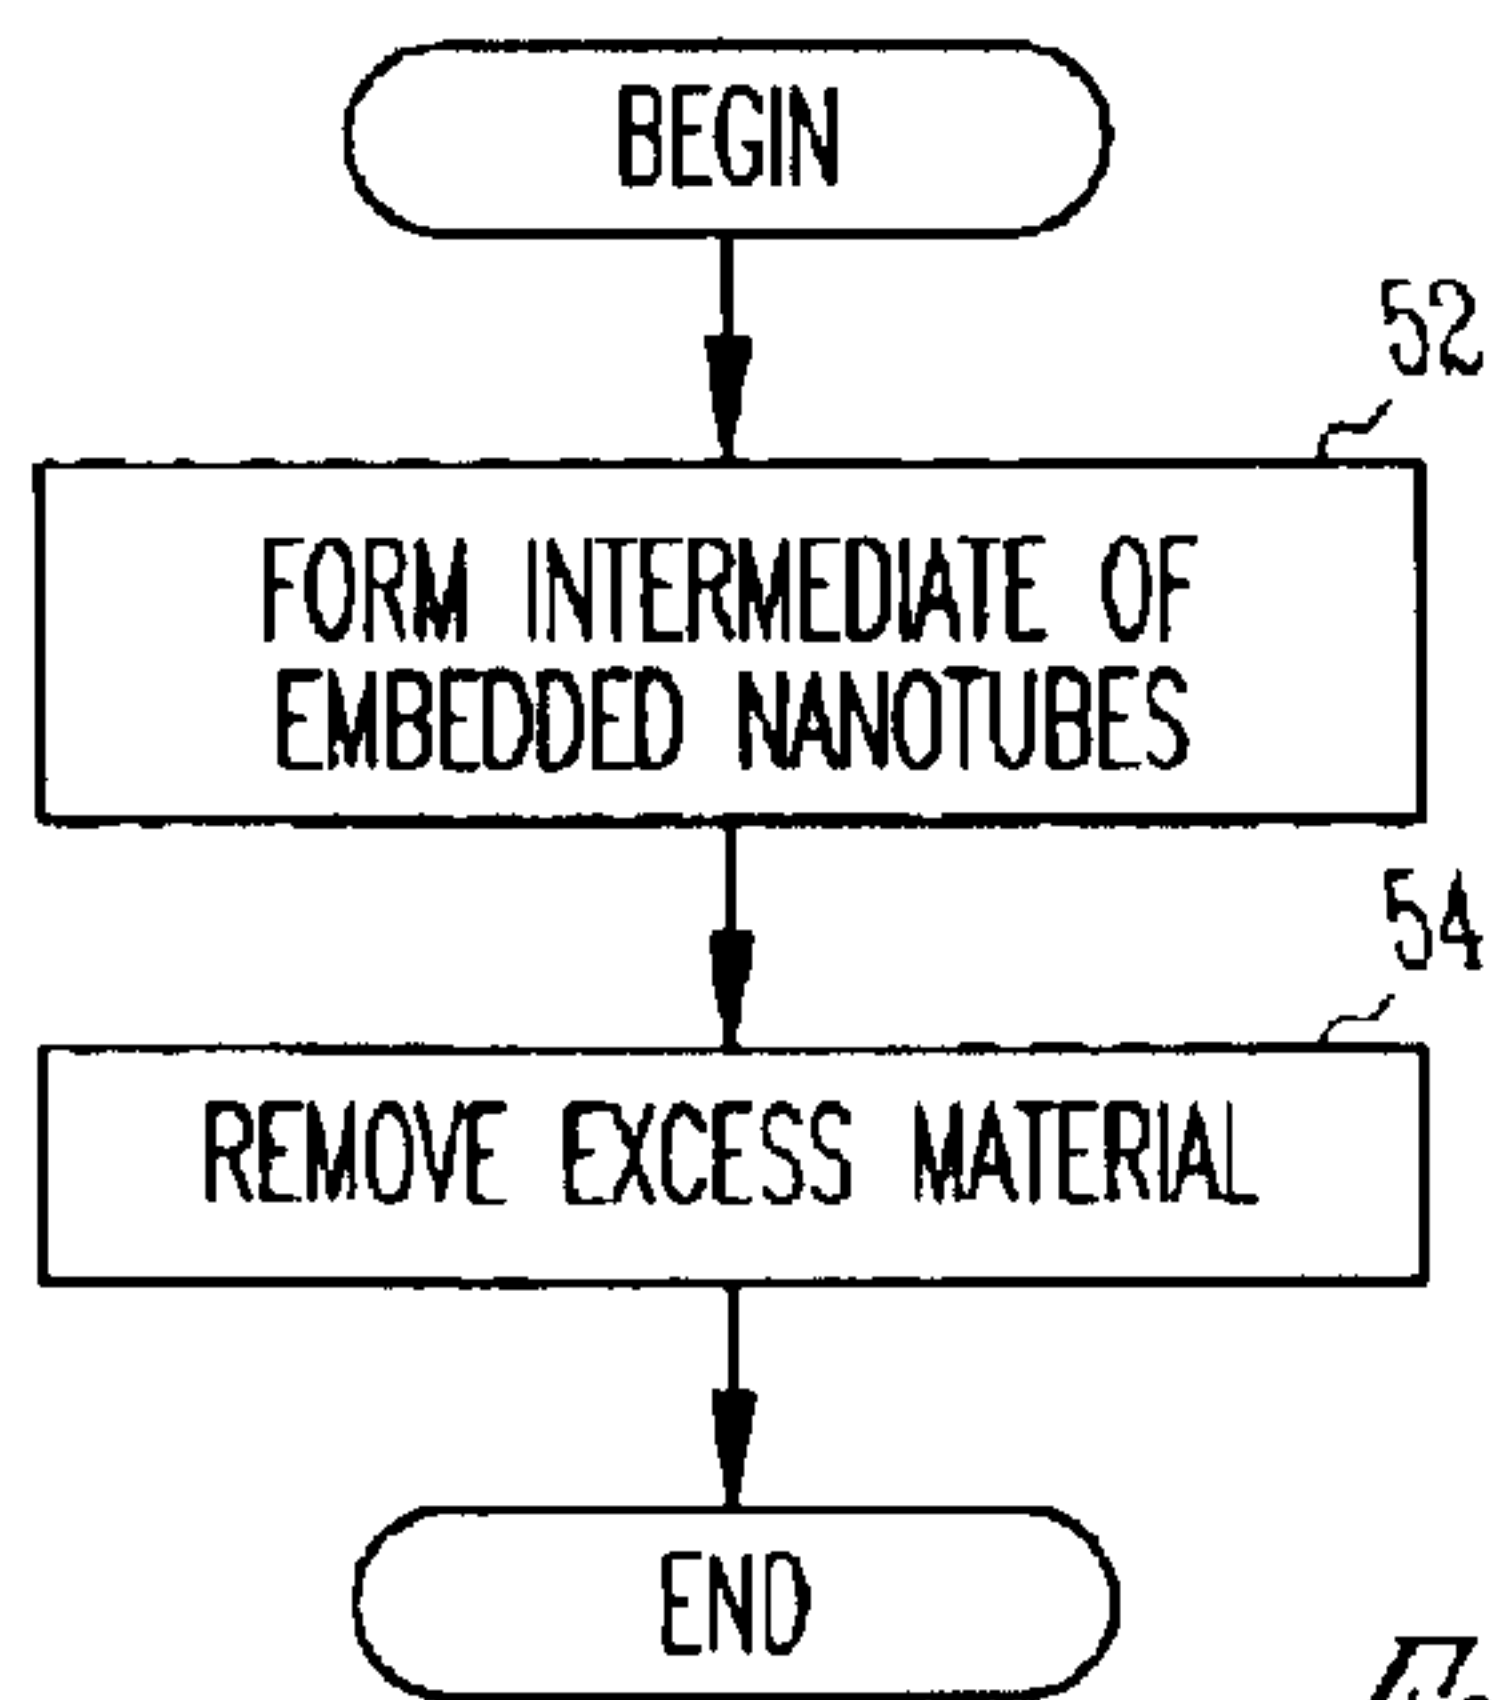 BEGIN
52
FORM INTERMEDIATE OF
EMBEDDED NANOTUBES
54
REMOVE EXCESS MATERIAL
END